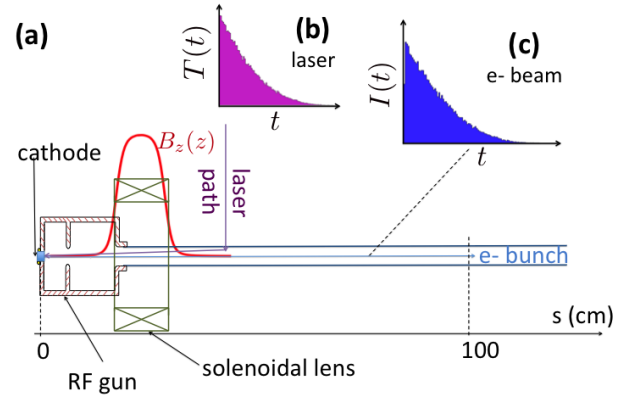 (a)
(b)
(c)
T(t)
laser
t
I(t)
e- beam
t
B_z(z)
cathode
laser
path
e- bunch
s (cm)
0
100
RF gun
solenoidal lens